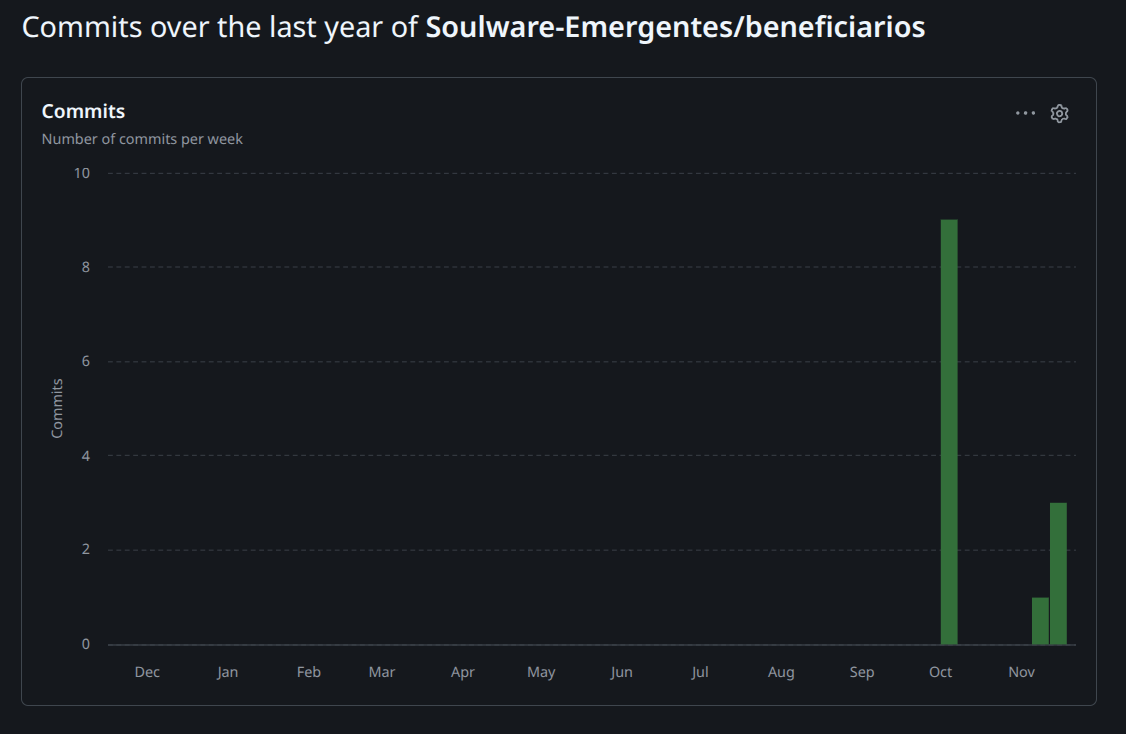 Commits over the last year of Soulware-Emergentes/beneficiarios
Commits
Number of commits per week
10
8
6
4
2
0
Commits
Dec Jan Feb Mar Apr May Jun Jul Aug Sep Oct Nov